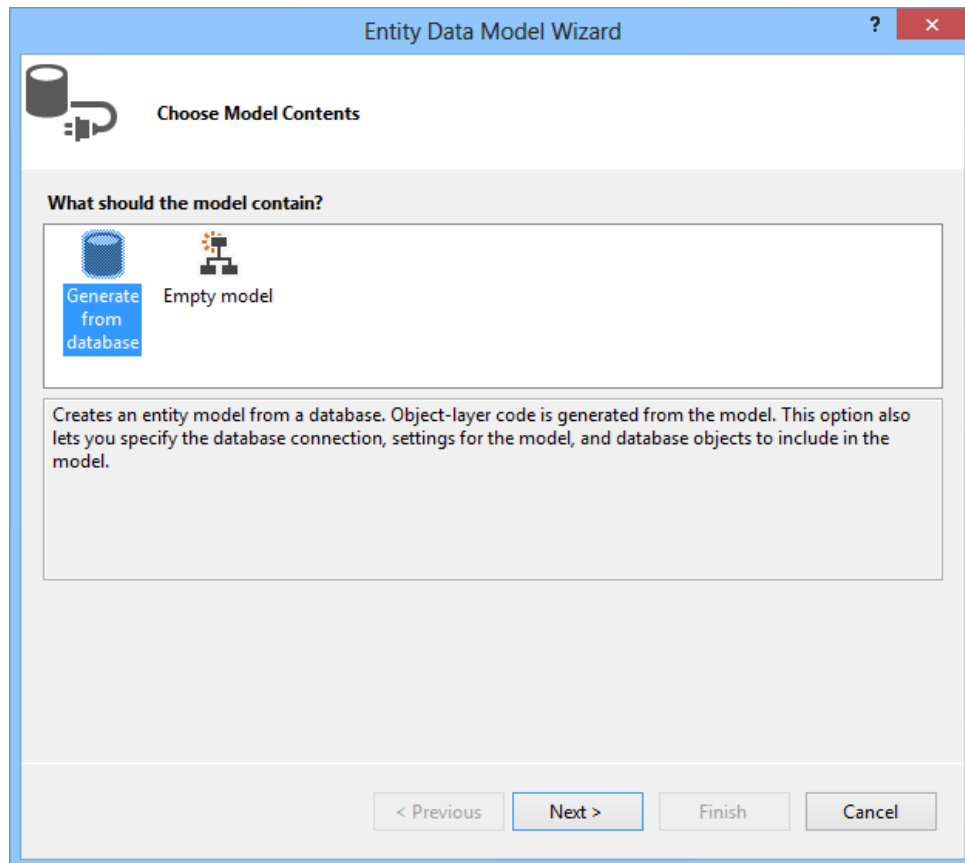 Entity Data Model Wizard
?
Choose Model Contents
What should the model contain?
Generate
from
database
Empty model
Creates an entity model from a database. Object-layer code is generated from the model. This option also
lets you specify the database connection, settings for the model, and database objects to include in the
model.
< Previous
Next >
Finish
Cancel